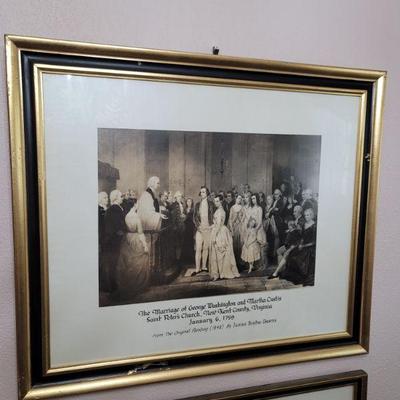 The Marriage of George Washington and Martha Custis
Saint Peter's Church, New Kent County, Virginia
January 6, 1759
From The Original Painting (1848) By Junius Brutus Stearns